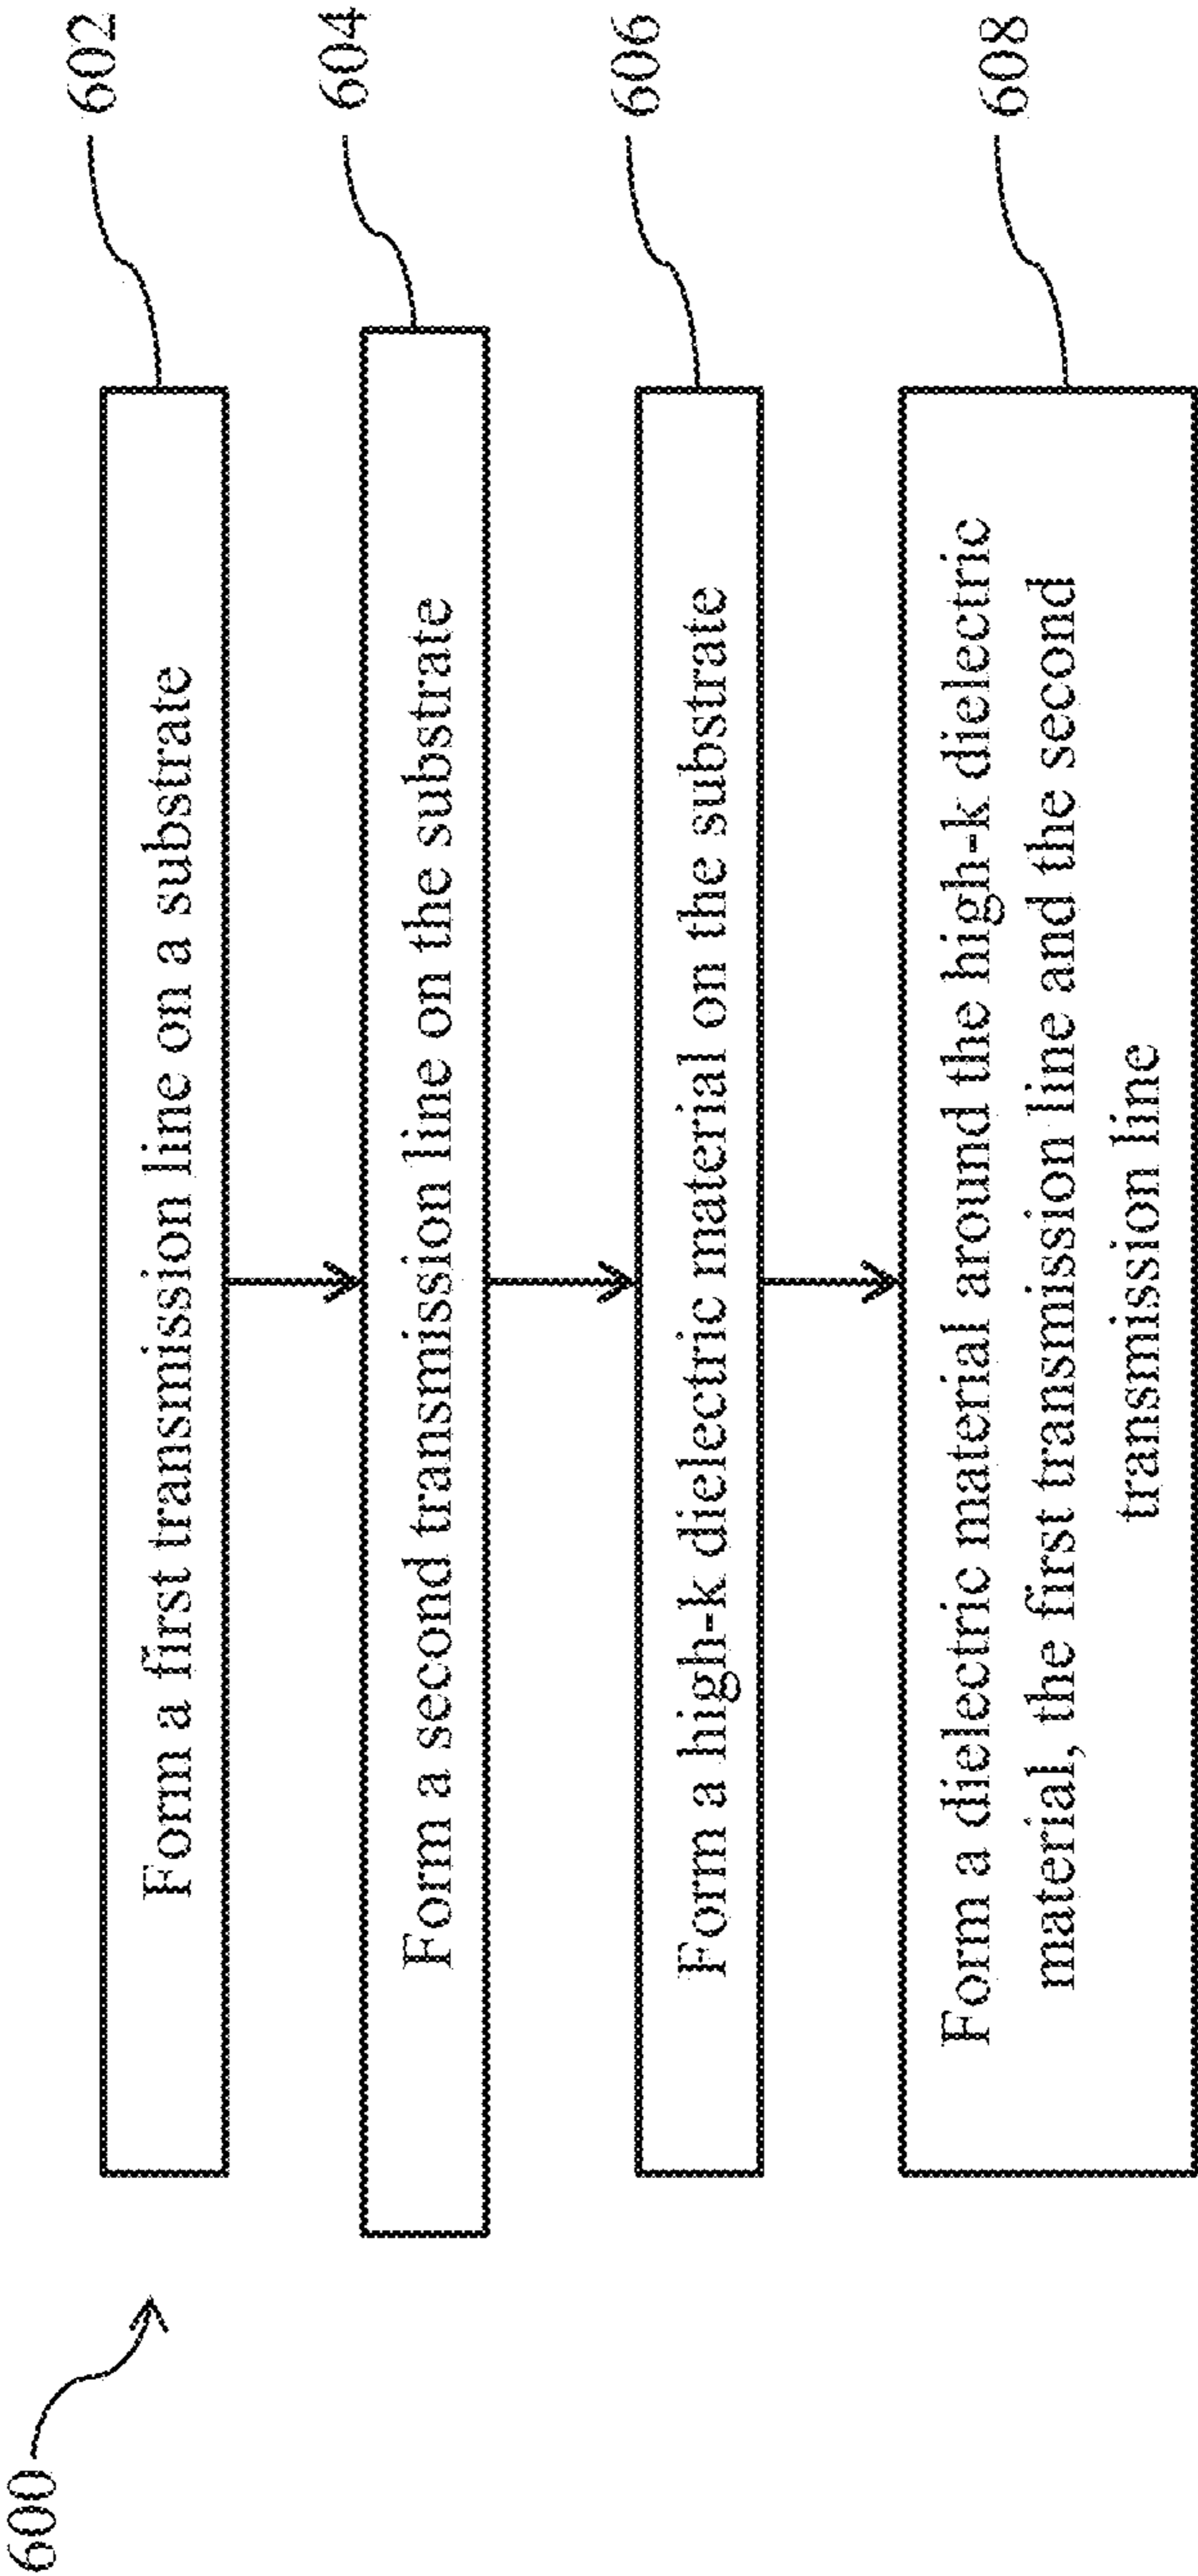 600
602
Form a first transmission line on a substrate
604
Form a second transmission line on the substrate
606
Form a high-k dielectric material on the substrate
608
Form a dielectric material around the high-k dielectric
material, the first transmission line and the second
transmission line